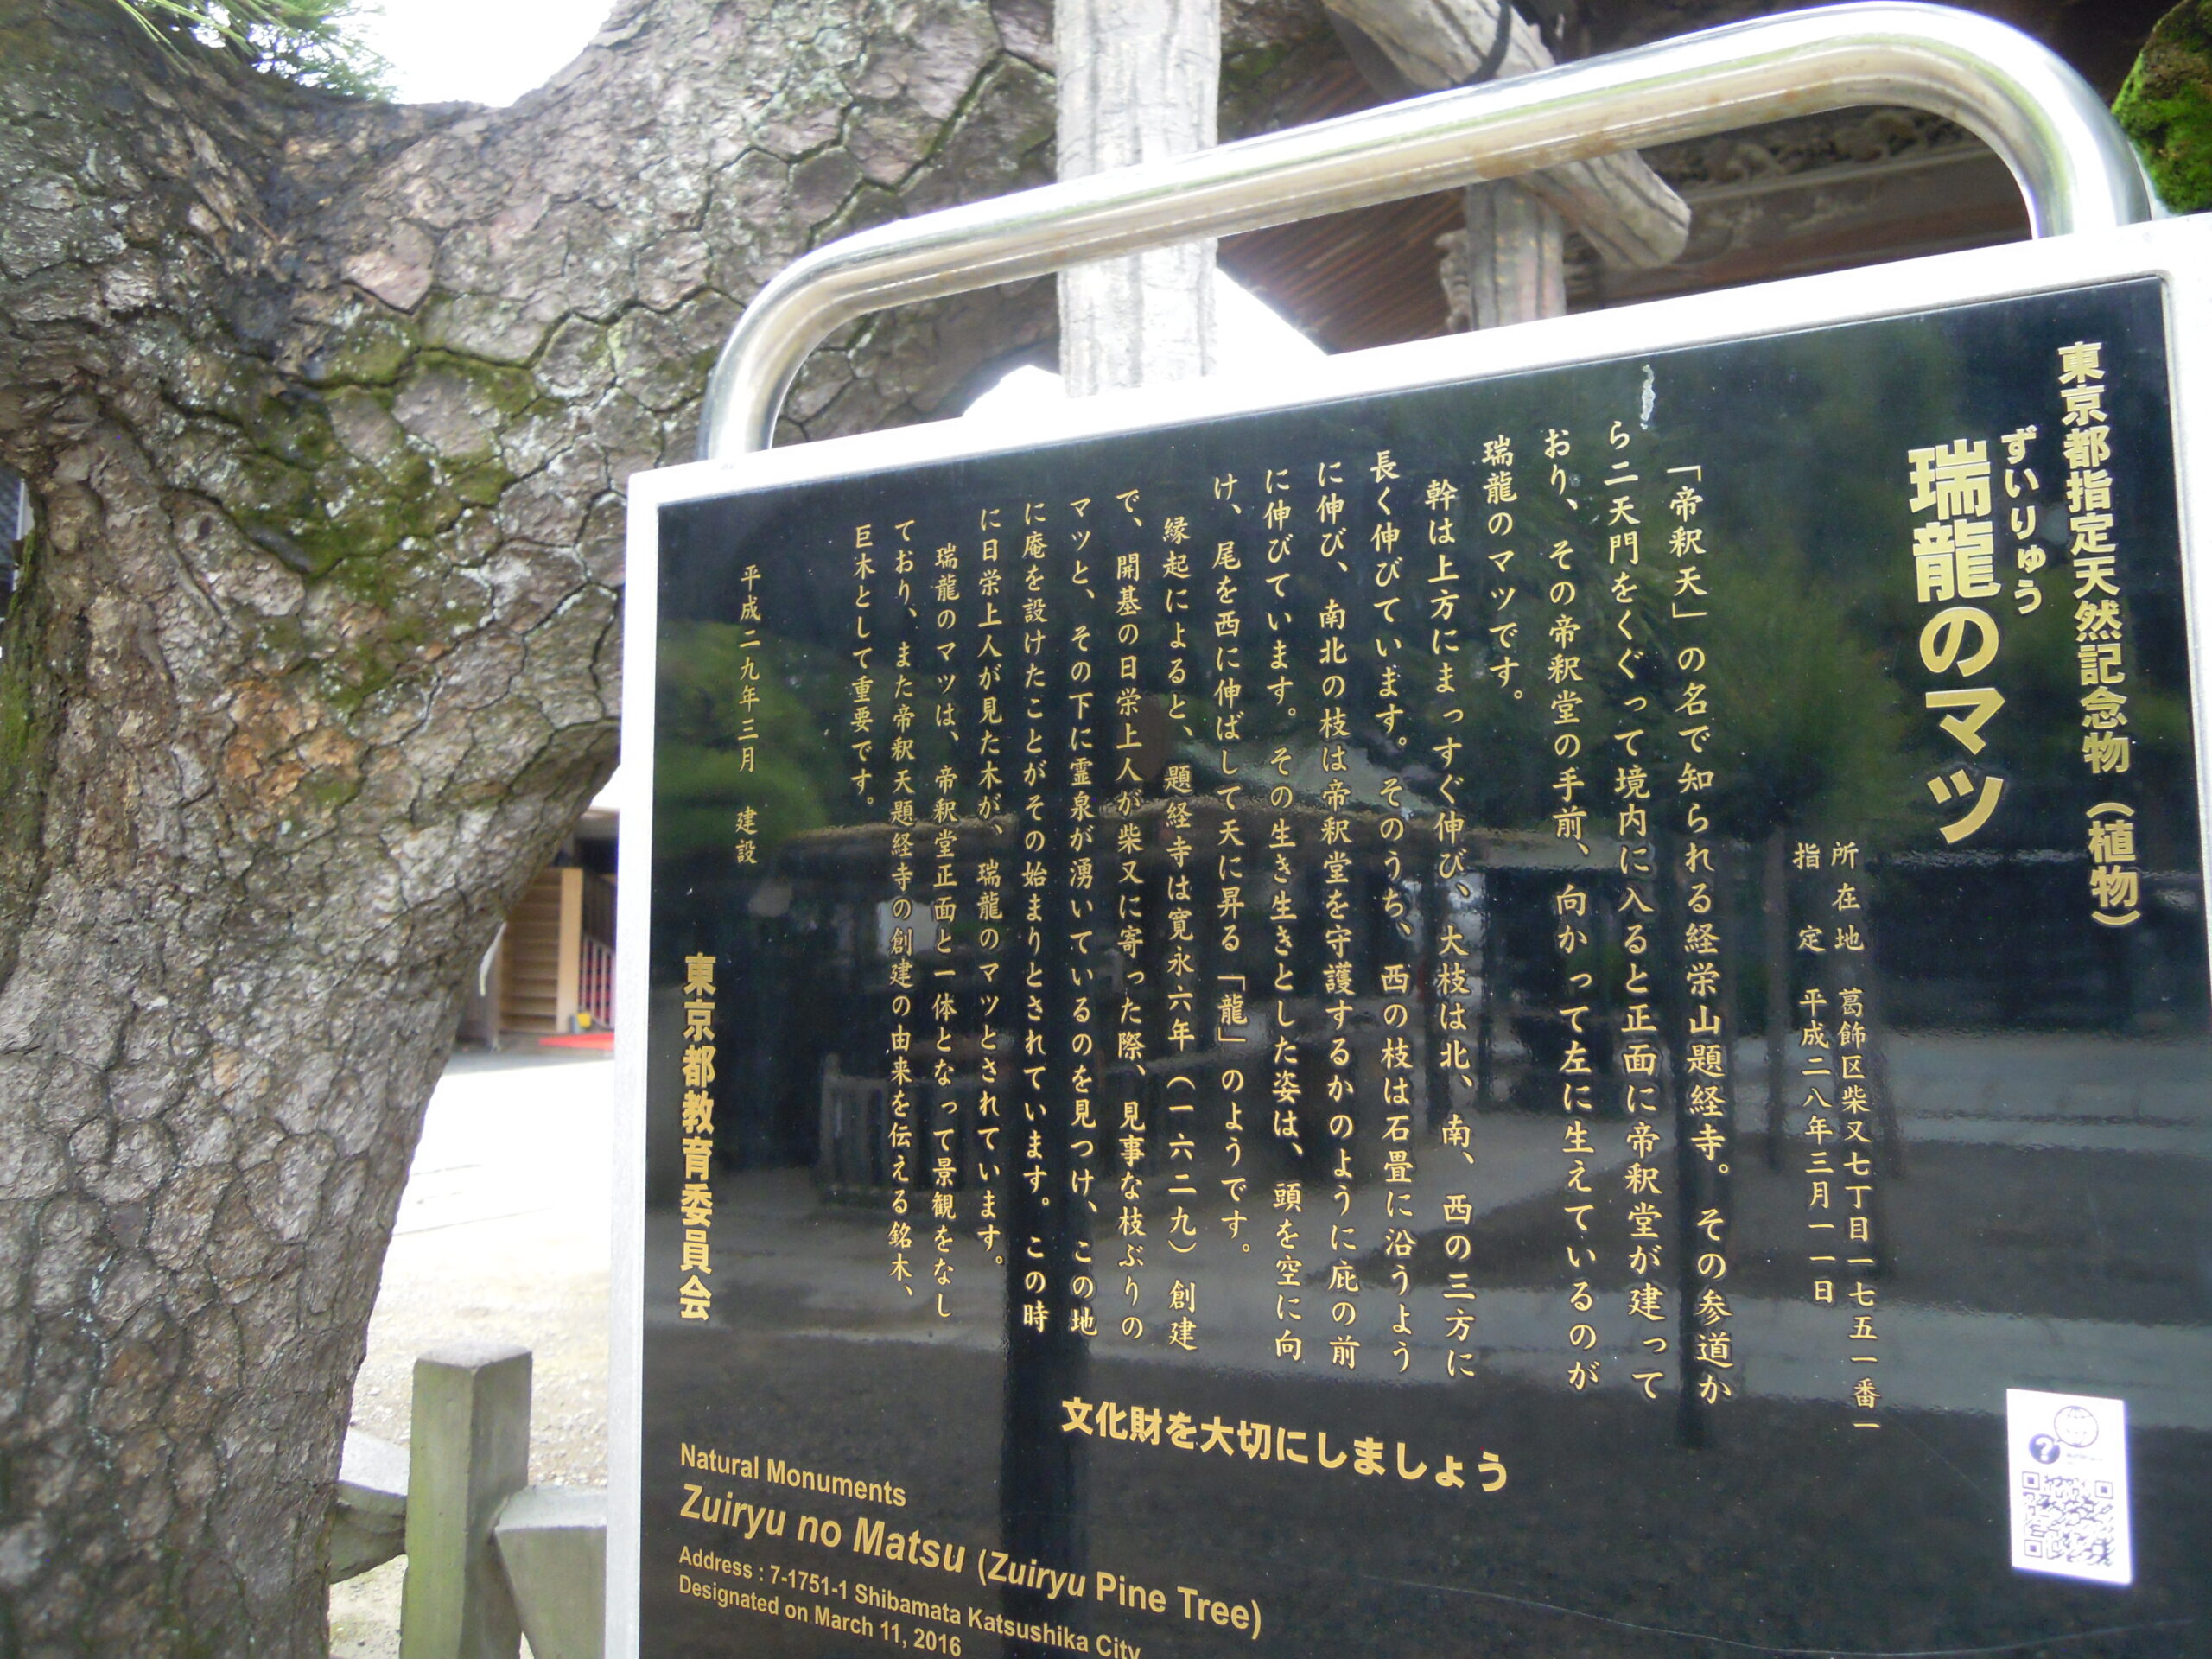 東京都指定天然記念物（植物）
ずいりゅう
瑞龍のマツ
所在地　葛飾区柴又七丁目一七五一番一
指　定　平成二八年三月一一日
「帝釈天」の名で知られる経栄山題経寺。その参道か
ら二天門をくぐって境内に入ると正面に帝釈堂が建って
おり、その帝釈堂の手前、向かって左に生えているのが
瑞龍のマツです。
幹は上方にまっすぐ伸び、大枝は北、南、西の三方に
長く伸びています。そのうち、西の枝は石畳に沿うよう
に伸び、南北の枝は帝釈堂を守護するかのように庇の前
に伸びています。その生き生きとした姿は、頭を空に向
け、尾を西に伸ばして天に昇る「龍」のようです。
縁起によると、題経寺は寛永六年（一六二九）創建
で、開基の日栄上人が柴又に寄った際、見事な枝ぶりの
マツと、その下に霊泉が湧いているのを見つけ、この地
に庵を設けたことがその始まりとされています。この時
に日栄上人が見た木が、瑞龍のマツとされています。
瑞龍のマツは、帝釈堂正面と一体となって景観をなし
ており、また帝釈天題経寺の創建の由来を伝える銘木、
巨木として重要です。
平成二九年三月　建設
東京都教育委員会
文化財を大切にしましょう
Natural Monuments
Zuiryu no Matsu (Zuiryu Pine Tree)
Address : 7-1751-1 Shibamata Katsushika City
Designated on March 11, 2016